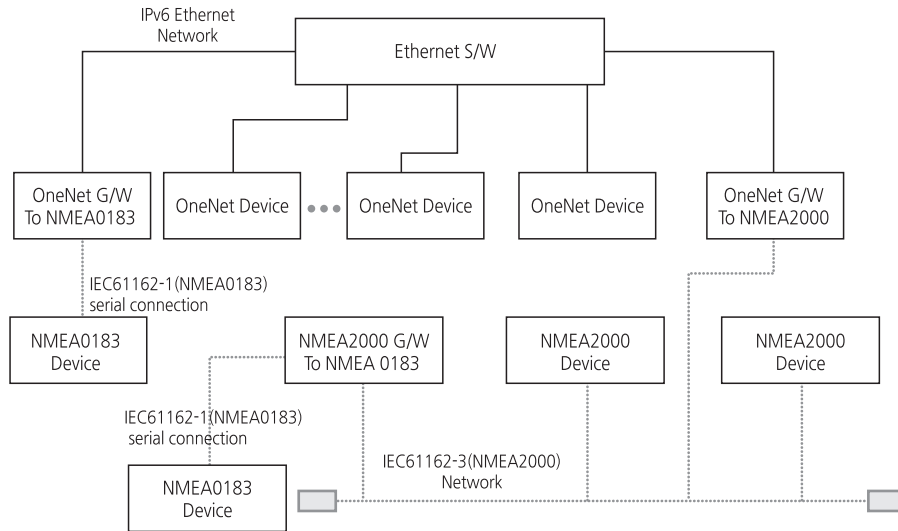 IPv6 Ethernet
Network
Ethernet S/W
OneNet G/W
To NMEA0183
OneNet Device
OneNet Device
OneNet Device
OneNet G/W
To NMEA2000
IEC61162-1(NMEA0183)
serial connection
NMEA0183
Device
NMEA2000 G/W
To NMEA 0183
NMEA2000
Device
NMEA2000
Device
IEC61162-1(NMEA0183)
serial connection
IEC61162-3(NMEA2000)
Network
NMEA0183
Device